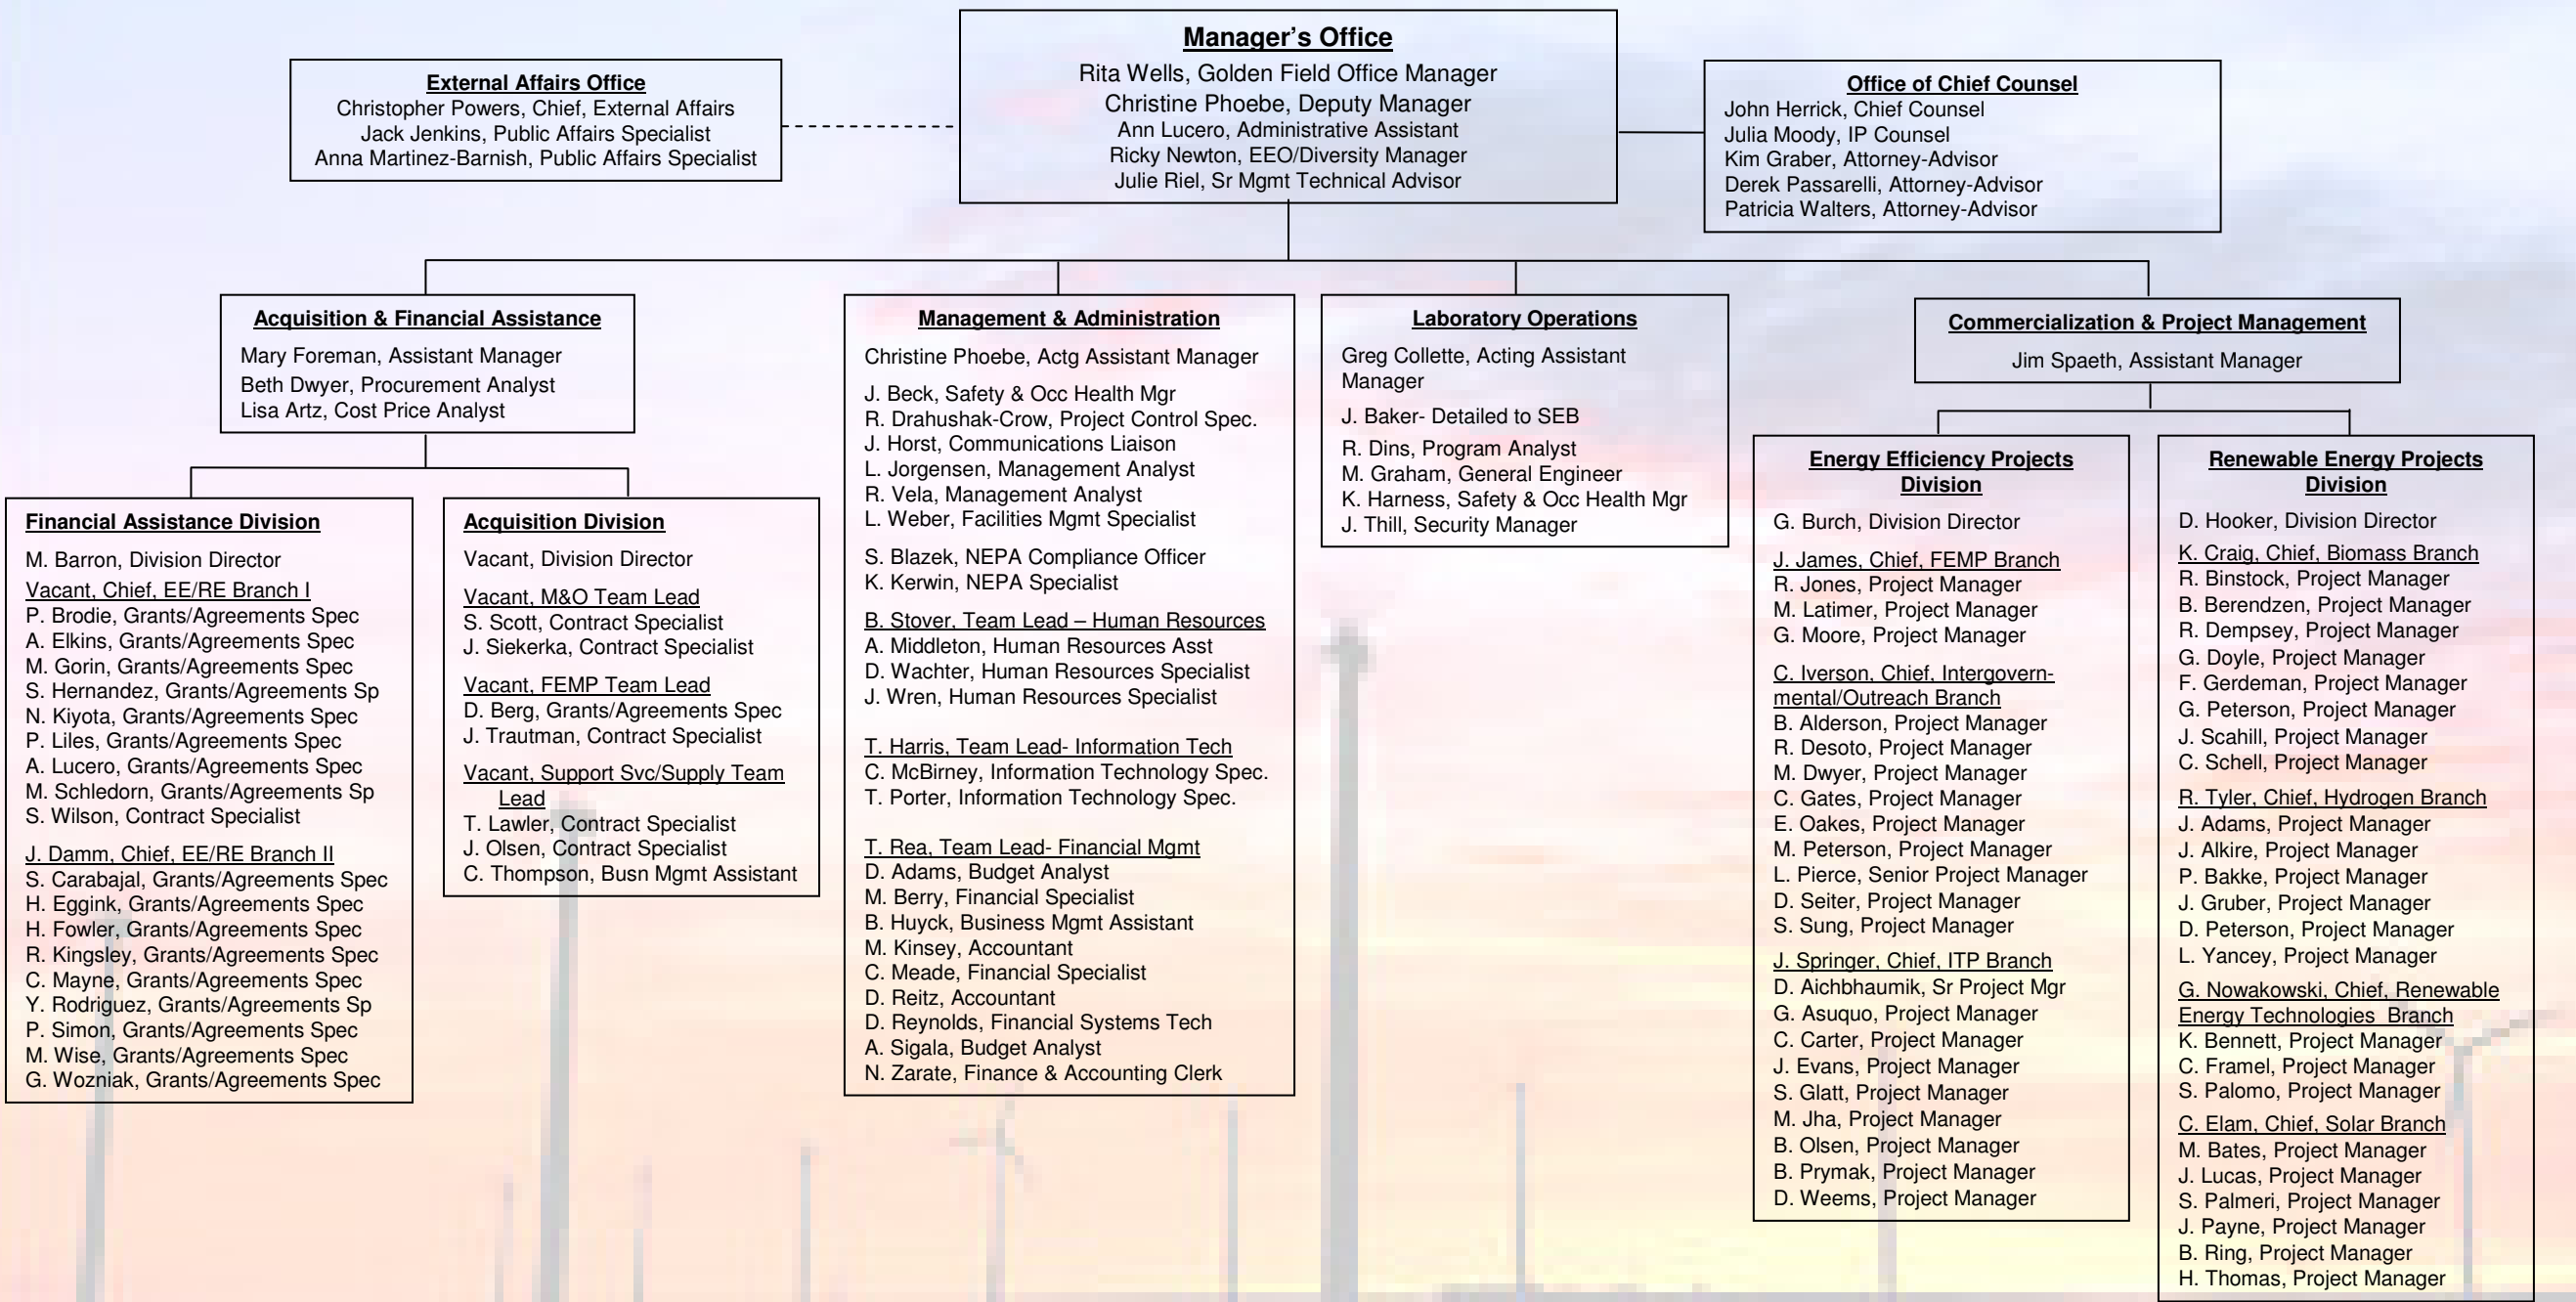 Manager's Office
Rita Wells, Golden Field Office Manager
Christine Phoebe, Deputy Manager
Ann Lucero, Administrative Assistant
Ricky Newton, EEO/Diversity Manager
Julie Riel, Sr Mgmt Technical Advisor
External Affairs Office
Christopher Powers, Chief, External Affairs
Jack Jenkins, Public Affairs Specialist
Anna Martinez-Barnish, Public Affairs Specialist
Office of Chief Counsel
John Herrick, Chief Counsel
Julia Moody, IP Counsel
Kim Graber, Attorney-Advisor
Derek Passarelli, Attorney-Advisor
Patricia Walters, Attorney-Advisor
Acquisition & Financial Assistance
Mary Foreman, Assistant Manager
Beth Dwyer, Procurement Analyst
Lisa Artz, Cost Price Analyst
Financial Assistance Division
M. Barron, Division Director
Vacant, Chief, EE/RE Branch I
P. Brodie, Grants/Agreements Spec
A. Elkins, Grants/Agreements Spec
M. Gorin, Grants/Agreements Spec
S. Hernandez, Grants/Agreements Sp
N. Kiyota, Grants/Agreements Spec
P. Liles, Grants/Agreements Spec
A. Lucero, Grants/Agreements Spec
M. Schledorn, Grants/Agreements Sp
S. Wilson, Contract Specialist
J. Damm, Chief, EE/RE Branch II
S. Carabajal, Grants/Agreements Spec
H. Eggink, Grants/Agreements Spec
H. Fowler, Grants/Agreements Spec
R. Kingsley, Grants/Agreements Spec
C. Mayne, Grants/Agreements Spec
Y. Rodriguez, Grants/Agreements Sp
P. Simon, Grants/Agreements Spec
M. Wise, Grants/Agreements Spec
G. Wozniak, Grants/Agreements Spec
Acquisition Division
Vacant, Division Director
Vacant, M&O Team Lead
S. Scott, Contract Specialist
J. Siekerka, Contract Specialist
Vacant, FEMP Team Lead
D. Berg, Grants/Agreements Spec
J. Trautman, Contract Specialist
Vacant, Support Svc/Supply Team
Lead
T. Lawler, Contract Specialist
J. Olsen, Contract Specialist
C. Thompson, Busn Mgmt Assistant
Management & Administration
Christine Phoebe, Actg Assistant Manager
J. Beck, Safety & Occ Health Mgr
R. Drahushak-Crow, Project Control Spec.
J. Horst, Communications Liaison
L. Jorgensen, Management Analyst
R. Vela, Management Analyst
L. Weber, Facilities Mgmt Specialist
S. Blazek, NEPA Compliance Officer
K. Kerwin, NEPA Specialist
B. Stover, Team Lead – Human Resources
A. Middleton, Human Resources Asst
D. Wachter, Human Resources Specialist
J. Wren, Human Resources Specialist
T. Harris, Team Lead- Information Tech
C. McBirney, Information Technology Spec.
T. Porter, Information Technology Spec.
T. Rea, Team Lead- Financial Mgmt
D. Adams, Budget Analyst
M. Berry, Financial Specialist
B. Huyck, Business Mgmt Assistant
M. Kinsey, Accountant
C. Meade, Financial Specialist
D. Reitz, Accountant
D. Reynolds, Financial Systems Tech
A. Sigala, Budget Analyst
N. Zarate, Finance & Accounting Clerk
Laboratory Operations
Greg Collette, Acting Assistant
Manager
J. Baker- Detailed to SEB
R. Dins, Program Analyst
M. Graham, General Engineer
K. Harness, Safety & Occ Health Mgr
J. Thill, Security Manager
Commercialization & Project Management
Jim Spaeth, Assistant Manager
Energy Efficiency Projects
Division
G. Burch, Division Director
J. James, Chief, FEMP Branch
R. Jones, Project Manager
M. Latimer, Project Manager
G. Moore, Project Manager
C. Iverson, Chief, Intergovern-
mental/Outreach Branch
B. Alderson, Project Manager
R. Desoto, Project Manager
M. Dwyer, Project Manager
C. Gates, Project Manager
E. Oakes, Project Manager
M. Peterson, Project Manager
L. Pierce, Senior Project Manager
D. Seiter, Project Manager
S. Sung, Project Manager
J. Springer, Chief, ITP Branch
D. Aichbhaumik, Sr Project Mgr
G. Asuquo, Project Manager
C. Carter, Project Manager
J. Evans, Project Manager
S. Glatt, Project Manager
M. Jha, Project Manager
B. Olsen, Project Manager
B. Prymak, Project Manager
D. Weems, Project Manager
Renewable Energy Projects
Division
D. Hooker, Division Director
K. Craig, Chief, Biomass Branch
R. Binstock, Project Manager
B. Berendzen, Project Manager
R. Dempsey, Project Manager
G. Doyle, Project Manager
F. Gerdeman, Project Manager
G. Peterson, Project Manager
J. Scahill, Project Manager
C. Schell, Project Manager
R. Tyler, Chief, Hydrogen Branch
J. Adams, Project Manager
J. Alkire, Project Manager
P. Bakke, Project Manager
J. Gruber, Project Manager
D. Peterson, Project Manager
L. Yancey, Project Manager
G. Nowakowski, Chief, Renewable
Energy Technologies Branch
K. Bennett, Project Manager
C. Framel, Project Manager
S. Palomo, Project Manager
C. Elam, Chief, Solar Branch
M. Bates, Project Manager
J. Lucas, Project Manager
S. Palmeri, Project Manager
J. Payne, Project Manager
B. Ring, Project Manager
H. Thomas, Project Manager